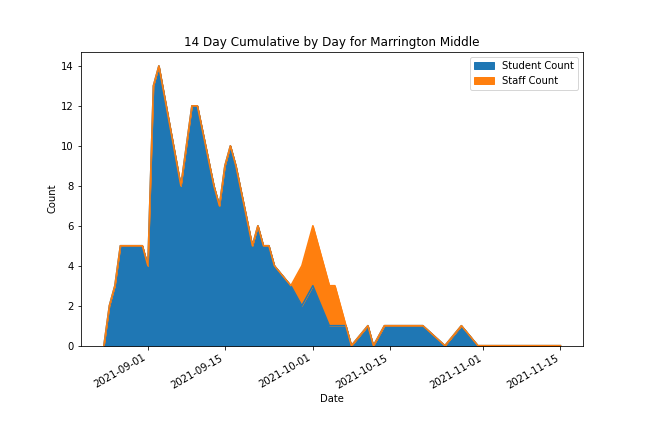 14 Day Cumulative by Day for Marrington Middle
Student Count
Staff Count
Count
14
12
10
8
6
4
2
0
2021-09-01
2021-09-15
2021-10-01
2021-10-15
2021-11-01
2021-11-15
Date